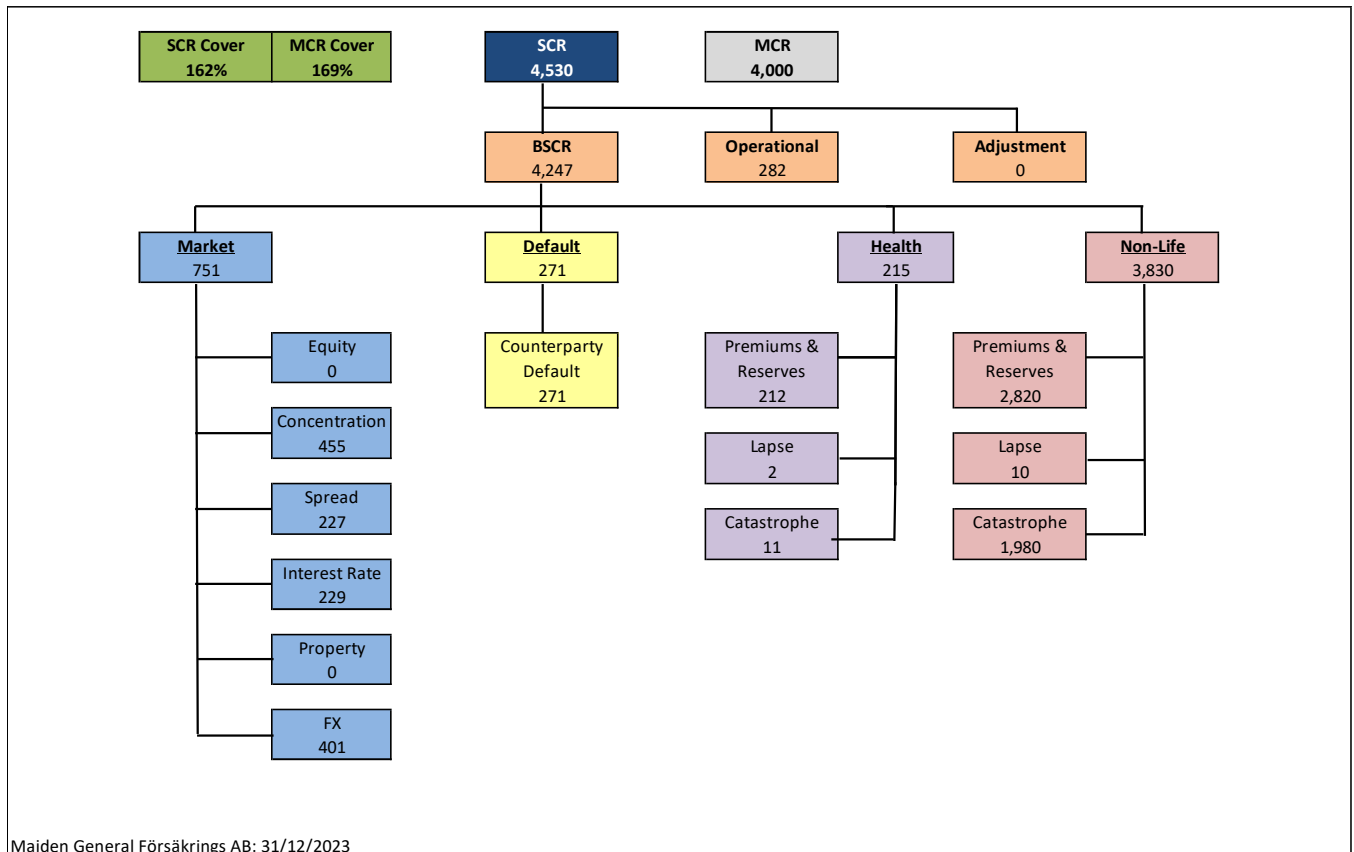 SCR Cover
162%
MCR Cover
169%
SCR
4,530
MCR
4,000
BSCR
4,247
Operational
282
Adjustment
0
Market
751
Default
271
Health
215
Non-Life
3,830
Equity
0
Concentration
455
Spread
227
Interest Rate
229
Property
0
FX
401
Counterparty
Default
271
Premiums &
Reserves
212
Lapse
2
Catastrophe
11
Premiums &
Reserves
2,820
Lapse
10
Catastrophe
1,980
Maiden General Försäkrings AB: 31/12/2023